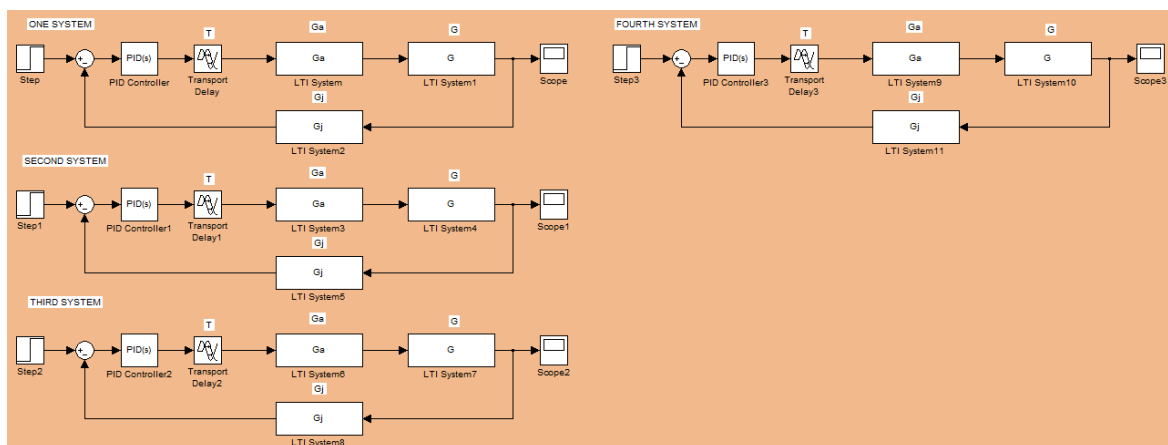 ONE SYSTEM
T
Ga
G
PID(s)
Ga
G
Step
PID Controller
Transport
Delay
LTI System
LTI System1
Scope
Gj
Gj
LTI System2
SECOND SYSTEM
T
Ga
G
PID(s)
Ga
G
Step1
PID Controller1
Transport
Delay1
LTI System3
LTI System4
Scope1
Gj
Gj
LTI System5
THIRD SYSTEM
T
Ga
G
PID(s)
Ga
G
Step2
PID Controller2
Transport
Delay2
LTI System6
LTI System7
Scope2
Gj
Gj
LTI System8
FOURTH SYSTEM
T
Ga
G
PID(s)
Ga
G
Step3
PID Controller3
Transport
Delay3
LTI System9
LTI System10
Scope3
Gj
Gj
LTI System11